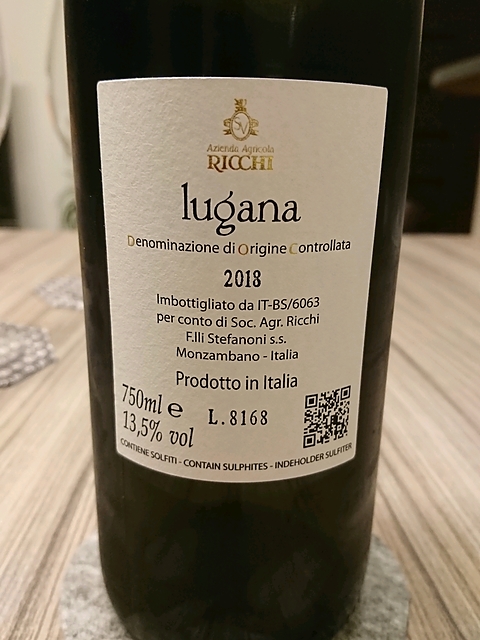 SV
Azienda Agricola
RICCHI
lugana
Denominazione di Origine Controllata
2018
Imbottigliato da IT-BS/6063
per conto di Soc. Agr. Ricchi
F.lli Stefanoni s.s.
Monzambano - Italia
Prodotto in Italia
750ml e
13,5% vol
L.8168
CONTIENE SOLFITI - CONTAIN SULPHITES - INDEHOLDER SULFITER